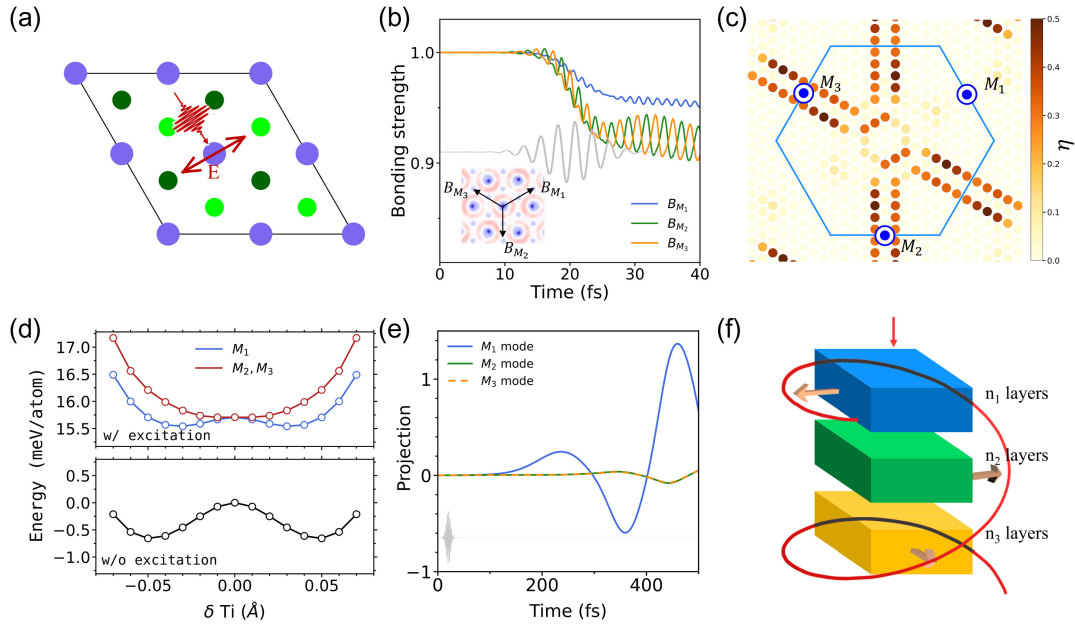 (a)
E
(b)
Bonding strength
1.0
0.9
B_{M_3}
B_{M_1}
B_{M_2}
B_{M_1}
B_{M_2}
B_{M_3}
0 10 20 30 40
Time (fs)
(c)
M_3
M_1
M_2
0.5
0.4
0.3
0.2
0.1
0.0
η
(d)
Energy (meV/atom)
17.0
16.5
16.0
15.5
M_1
M_2, M_3
w/ excitation
0.5
0.0
−0.5
−1.0
w/o excitation
−0.05 0.00 0.05
δ Ti (Å)
(e)
Projection
1
0
−1
M_1 mode
M_2 mode
M_3 mode
0 200 400
Time (fs)
(f)
n_1 layers
n_2 layers
n_3 layers